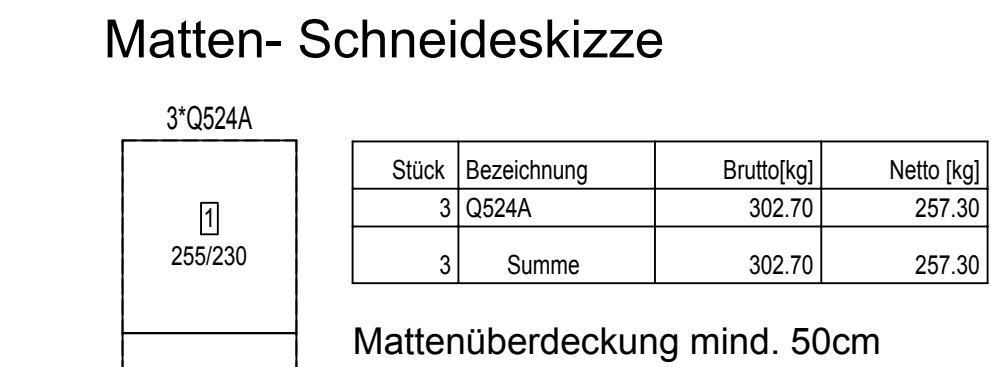 Matten- Schneideskizze
3*Q524A
1
255/230
Stück Bezeichnung Brutto[kg] Netto [kg]
3 Q524A 302.70 257.30
3 Summe 302.70 257.30
Mattenüberdeckung mind. 50cm